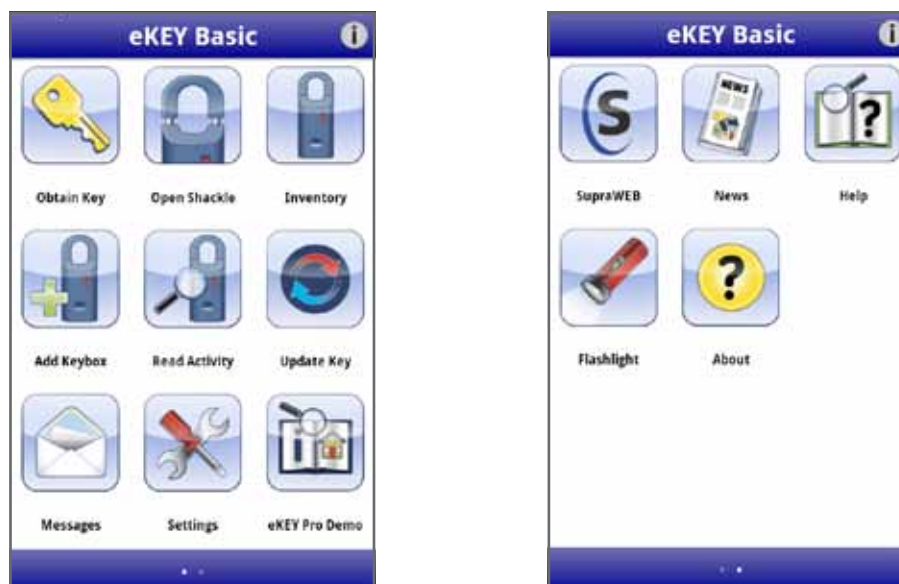 eKEY Basic i
Obtain Key Open Shackle Inventory
Add Keybox Read Activity Update Key
Messages Settings eKEY Pro Demo
eKEY Basic i
S NEWS ?
SupraWEB News Help
?
Flashlight About